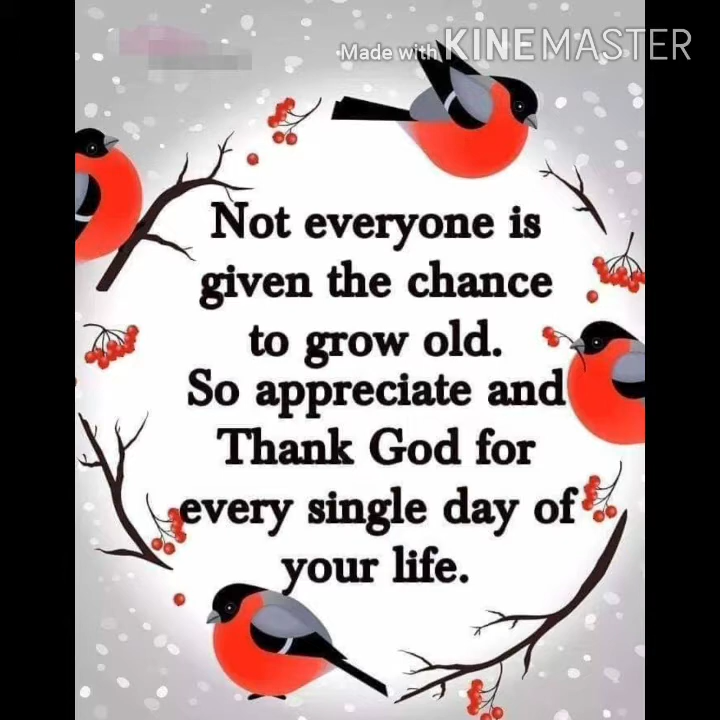 Made with KINEMASTER
Not everyone is
given the chance
to grow old.
So appreciate and
Thank God for
every single day of
your life.